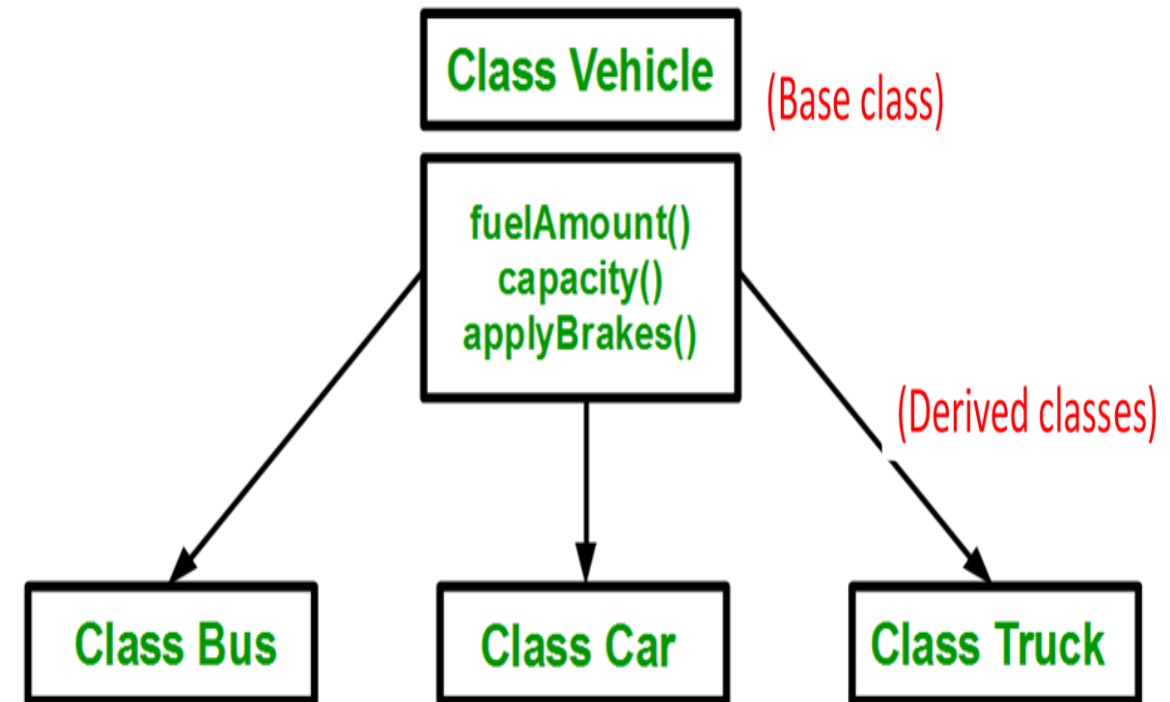 Class Vehicle
(Base class)
fuelAmount()
capacity()
applyBrakes()
(Derived classes)
Class Bus
Class Car
Class Truck